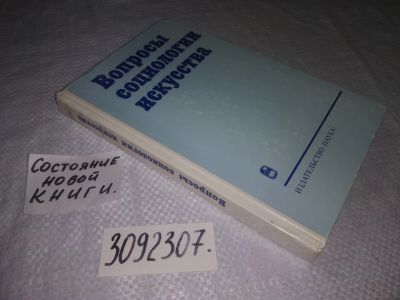 Вопросы
социологии
искусства
ИЗДАТЕЛЬСТВО «НАУКА»
Вопросы социологии искусства
Состояние
новой
книги.
3092307.